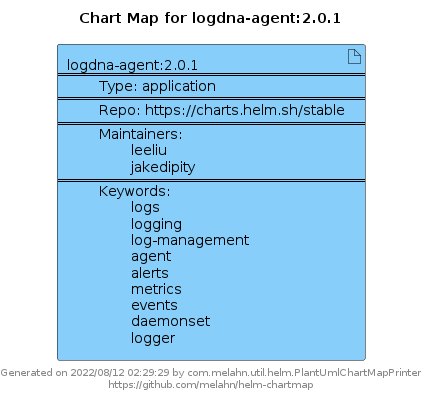 Chart Map for logdna-agent:2.0.1
logdna-agent:2.0.1
Type: application
Repo: https://charts.helm.sh/stable
Maintainers:
leeliu
jakedipity
Keywords:
logs
logging
log-management
agent
alerts
metrics
events
daemonset
logger
Generated on 2022/08/12 02:29:29 by com.melahn.util.helm.PlantUmlChartMapPrinter
https://github.com/melahn/helm-chartmap